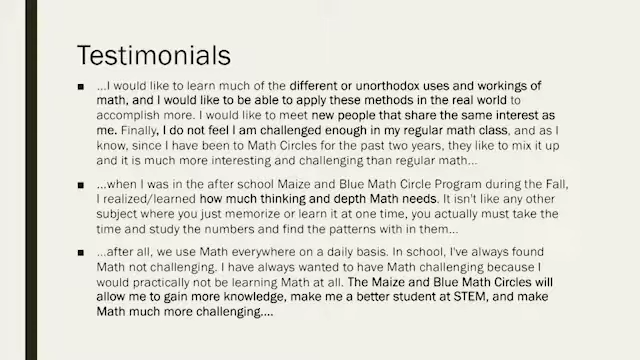 Testimonials
…I would like to learn much of the different or unorthodox uses and workings of
math, and I would like to be able to apply these methods in the real world to
accomplish more. I would like to meet new people that share the same interest as
me. Finally, I do not feel I am challenged enough in my regular math class, and as I
know, since I have been to Math Circles for the past two years, they like to mix it up
and it is much more interesting and challenging than regular math…
…when I was in the after school Maize and Blue Math Circle Program during the Fall,
I realized/learned how much thinking and depth Math needs. It isn't like any other
subject where you just memorize or learn it at one time, you actually must take the
time and study the numbers and find the patterns with in them…
…after all, we use Math everywhere on a daily basis. In school, I've always found
Math not challenging. I have always wanted to have Math challenging because I
would practically not be learning Math at all. The Maize and Blue Math Circles will
allow me to gain more knowledge, make me a better student at STEM, and make
Math much more challenging….